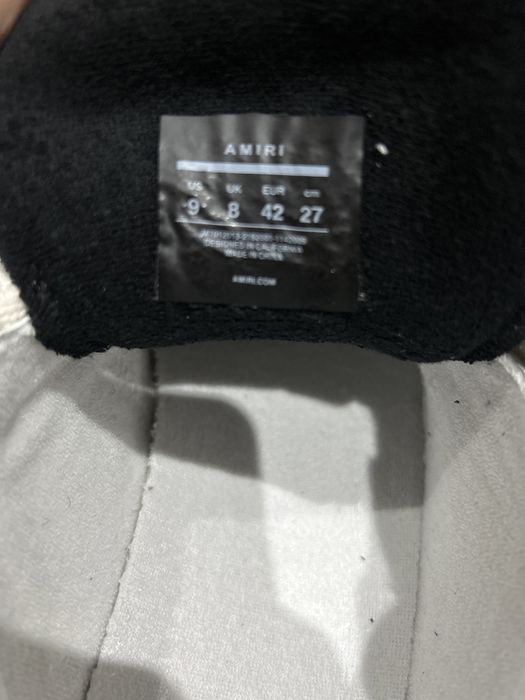 AMIRI
US UK EUR cm
9 8 42 27
DESIGNED IN CALIFORNIA
MADE IN CHINA
AMIRI.COM